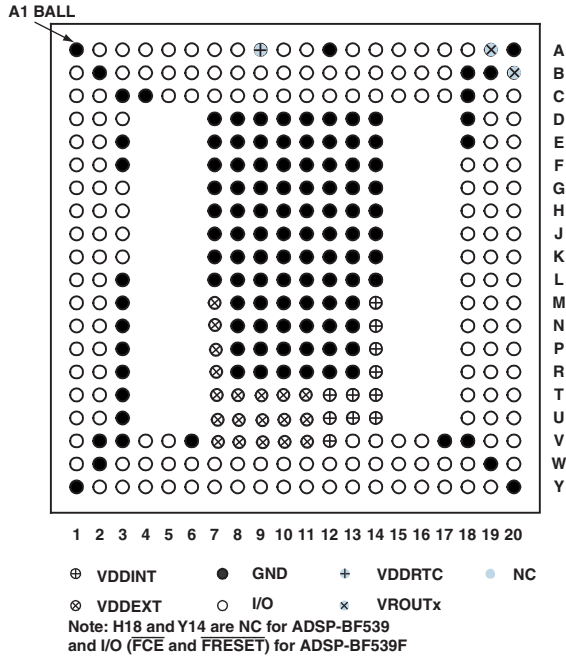 A1 BALL
A
B
C
D
E
F
G
H
J
K
L
M
N
P
R
T
U
V
W
Y
1 2 3 4 5 6 7 8 9 10 11 12 13 14 15 16 17 18 19 20
VDDINT GND VDDRTC NC
VDDEXT I/O VROUTx
Note: H18 and Y14 are NC for ADSP-BF539
and I/O (FCE and FRESET) for ADSP-BF539F